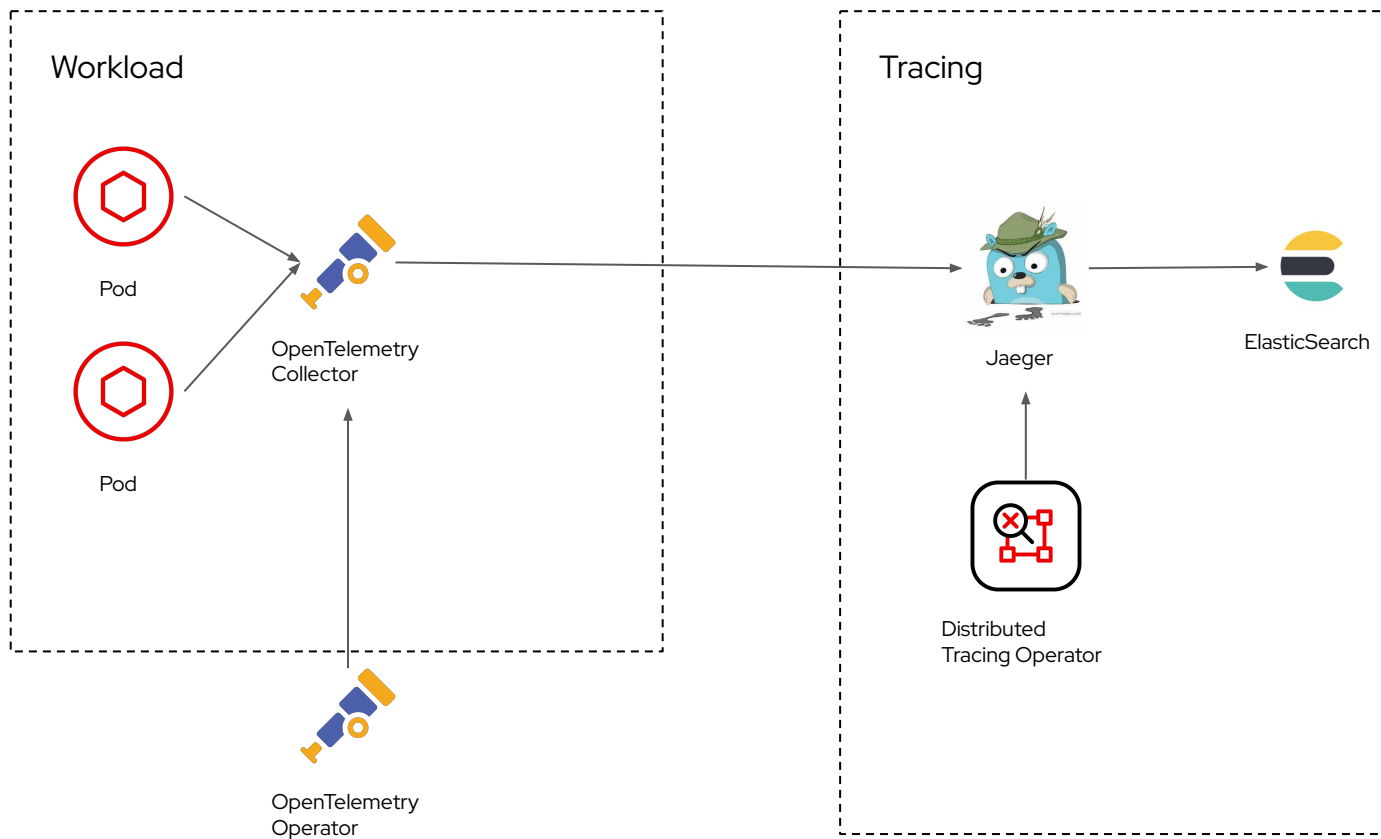 Workload
Tracing
Pod
Pod
OpenTelemetry
Collector
Jaeger
ElasticSearch
Distributed
Tracing Operator
OpenTelemetry
Operator